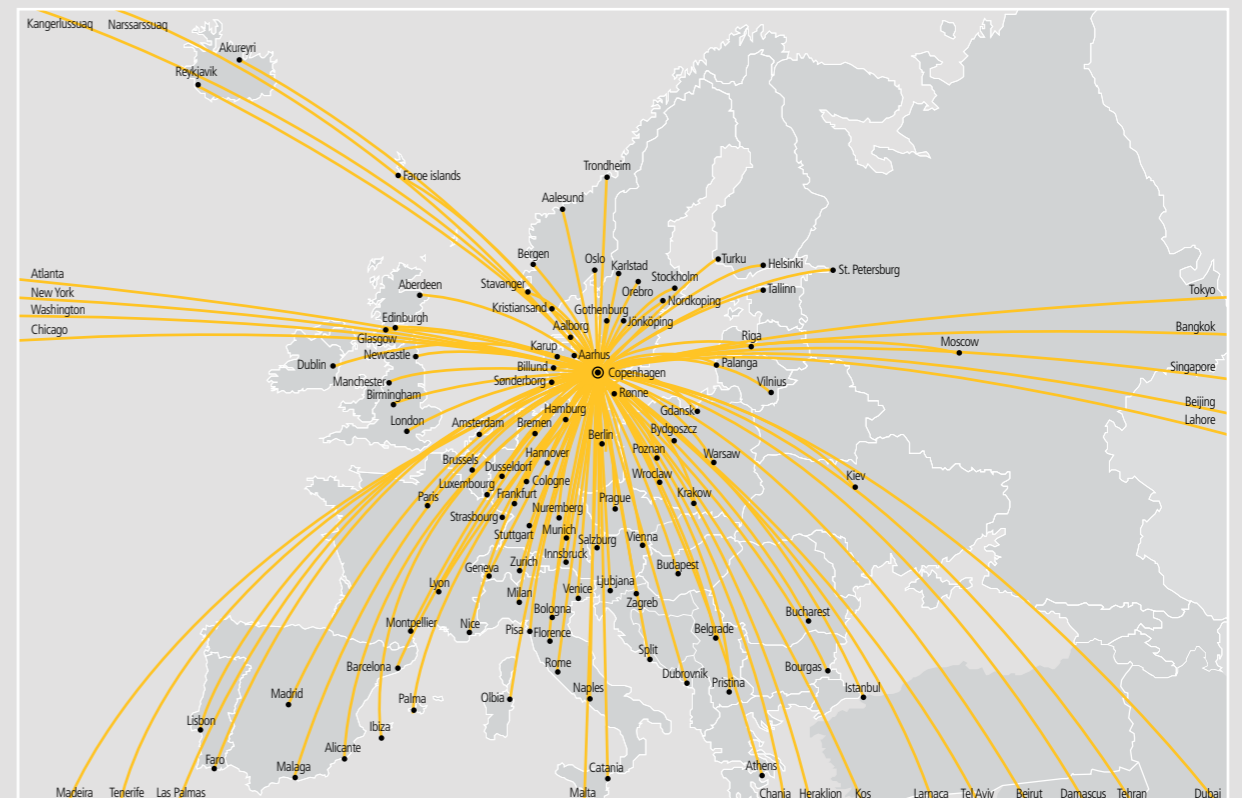 Kangerlussuaq
Narssarssuaq
Akureyri
Reykjavik
Trondheim
Faroe islands
Aalesund
Bergen
Oslo
Karlstad
Turku
Helsinki
St. Petersburg
Atlanta
Aberdeen
Stavanger
Stockholm
Orebro
Tallinn
Tokyo
New York
Kristiansand
Nordkoping
Washington
Edinburgh
Gothenburg
Jönköping
Chicago
Glasgow
Aalborg
Bangkok
Riga
Moscow
Newcastle
Karup
Aarhus
Dublin
Billund
Copenhagen
Palanga
Singapore
Manchester
Sønderborg
Vilnius
Birmingham
Rønne
Beijing
London
Hamburg
Gdansk
Lahore
Amsterdam
Bremen
Berlin
Bydgoszcz
Brussels
Dusseldorf
Hannover
Poznan
Warsaw
Luxembourg
Cologne
Wroclaw
Kiev
Paris
Frankfurt
Prague
Krakow
Strasbourg
Nuremberg
Stuttgart
Munich
Salzburg
Vienna
Innsbruck
Geneva
Zurich
Budapest
Lyon
Milan
Venice
Ljubjana
Zagreb
Bologna
Bucharest
Montpellier
Nice
Pisa
Florence
Belgrade
Split
Barcelona
Rome
Dubrovnik
Bourgas
Pristina
Istanbul
Madrid
Palma
Olbia
Naples
Lisbon
Ibiza
Alicante
Faro
Malaga
Catania
Athens
Madeira
Tenerife
Las Palmas
Malta
Chania
Heraklion
Kos
Larnaca
Tel Aviv
Beirut
Damascus
Tehran
Dubai